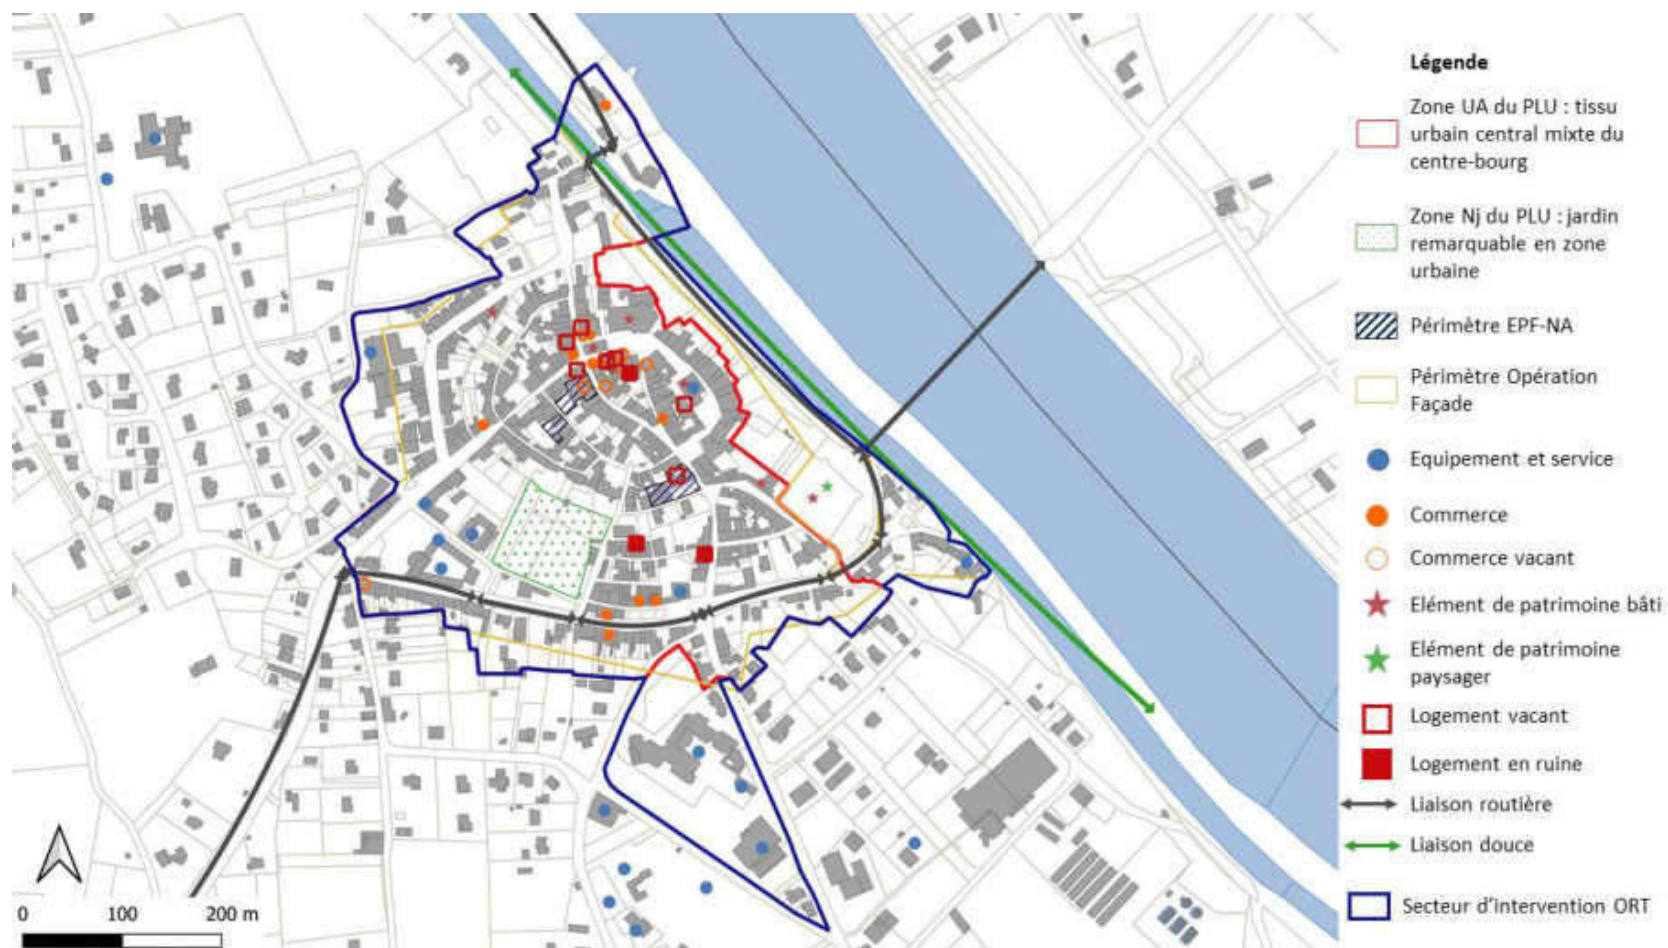 Légende
Zone UA du PLU : tissu
urbain central mixte du
centre-bourg
Zone Nj du PLU : jardin
remarquable en zone
urbaine
Périmètre EPF-NA
Périmètre Opération
Façade
Equipement et service
Commerce
Commerce vacant
Elément de patrimoine bâti
Elément de patrimoine
paysager
Logement vacant
Logement en ruine
Liaison routière
Liaison douce
Secteur d'intervention ORT
0 100 200 m